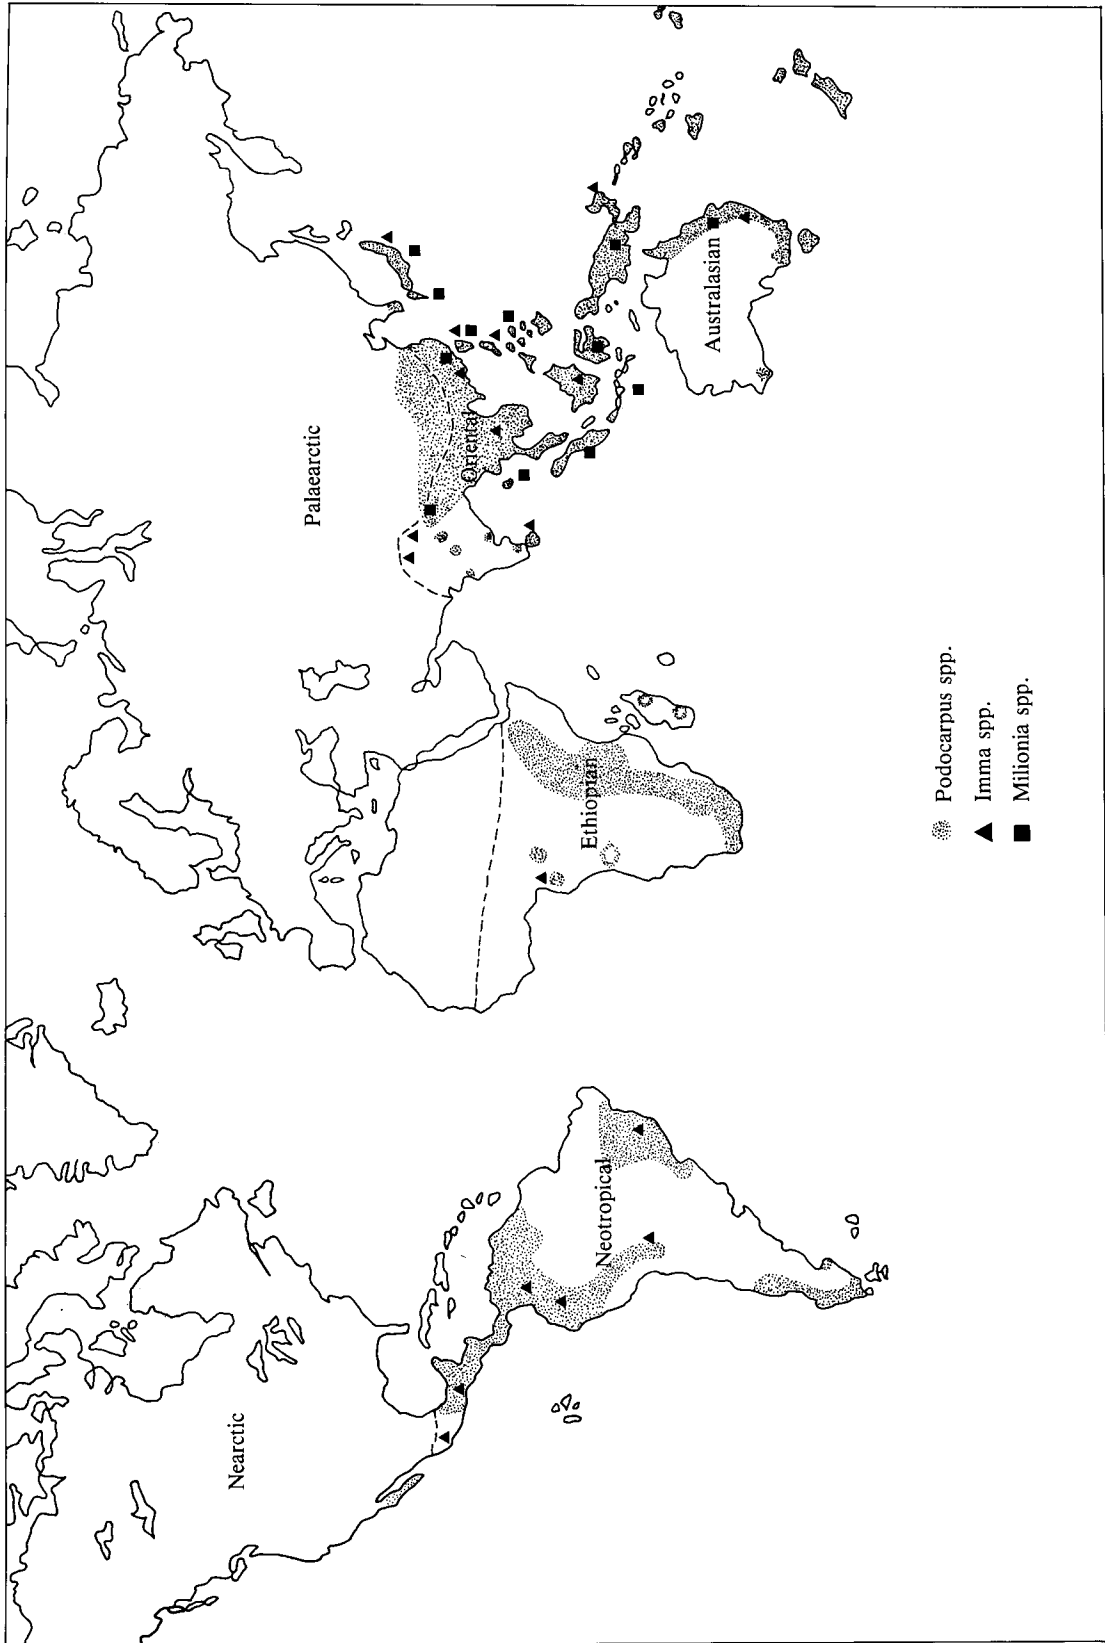 Nearctic
Palaearctic
Oriental
Ethiopian
Neotropical
Australasian
Podocarpus spp.
Imma spp.
Milionia spp.